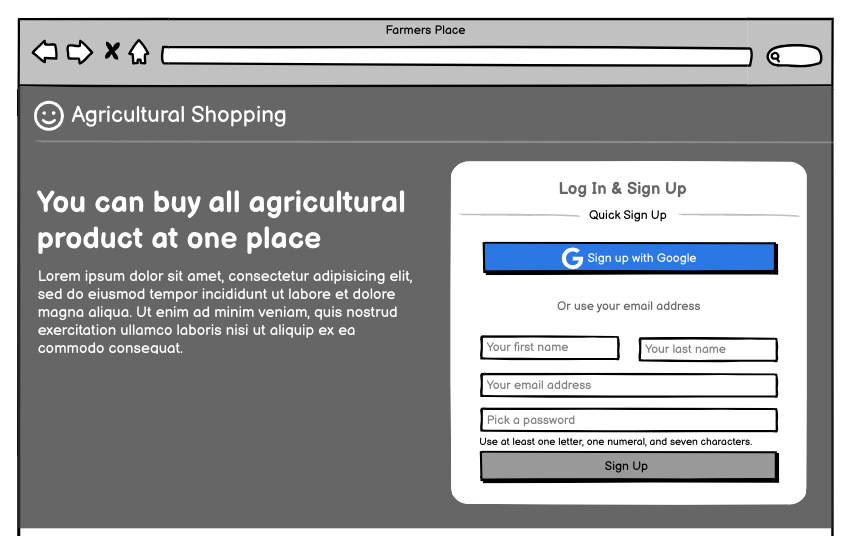 Farmers Place
Agricultural Shopping
You can buy all agricultural
product at one place
Lorem ipsum dolor sit amet, consectetur adipisicing elit,
sed do eiusmod tempor incididunt ut labore et dolore
magna aliqua. Ut enim ad minim veniam, quis nostrud
exercitation ullamco laboris nisi ut aliquip ex ea
commodo consequat.
Log In & Sign Up
Quick Sign Up
G Sign up with Google
Or use your email address
Your first name
Your last name
Your email address
Pick a password
Use at least one letter, one numeral, and seven characters.
Sign Up